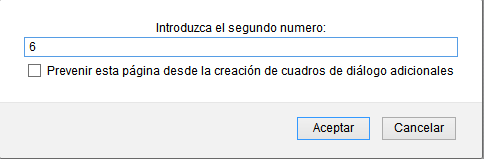 Introduzca el segundo numero:
6
Prevenir esta página desde la creación de cuadros de diálogo adicionales
Aceptar Cancelar